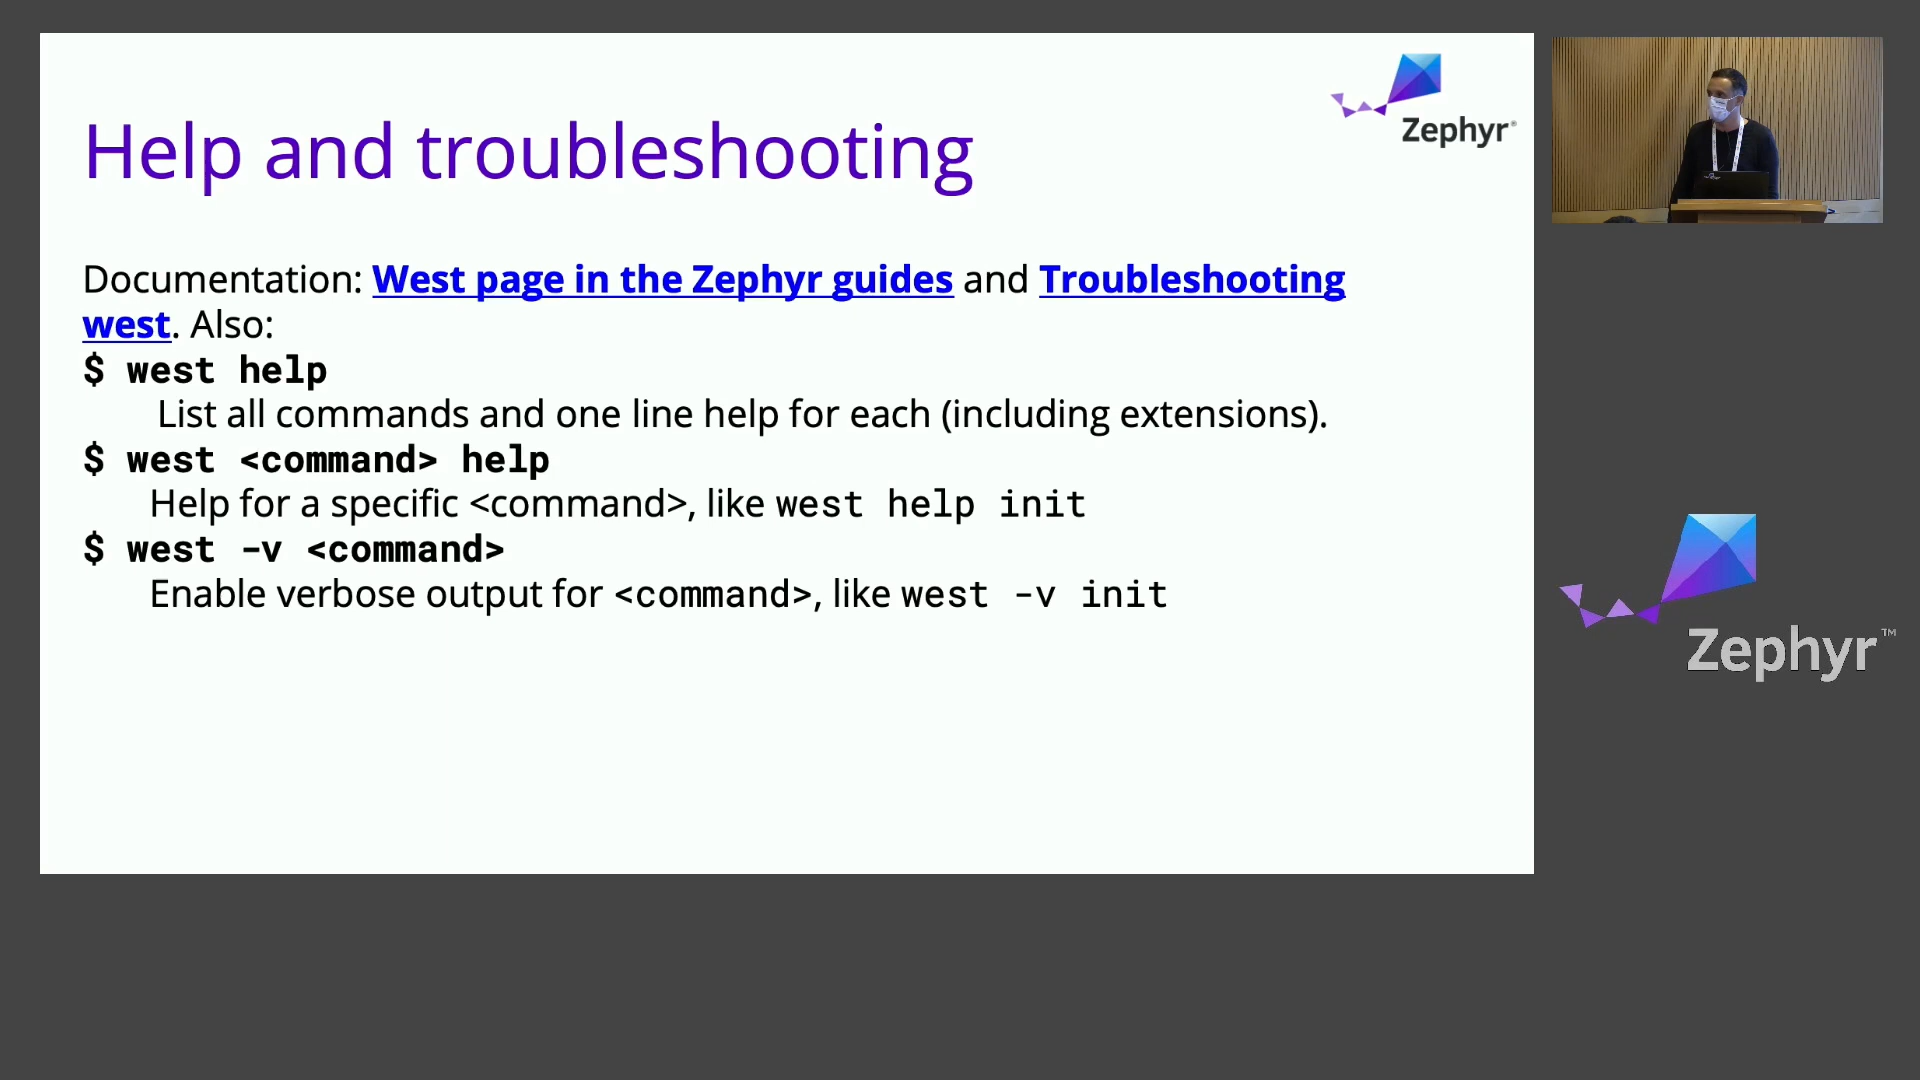 Zephyr®
Help and troubleshooting
Documentation: West page in the Zephyr guides and Troubleshooting
west. Also:
$ west help
List all commands and one line help for each (including extensions).
$ west <command> help
Help for a specific <command>, like west help init
$ west -v <command>
Enable verbose output for <command>, like west -v init
Zephyr™